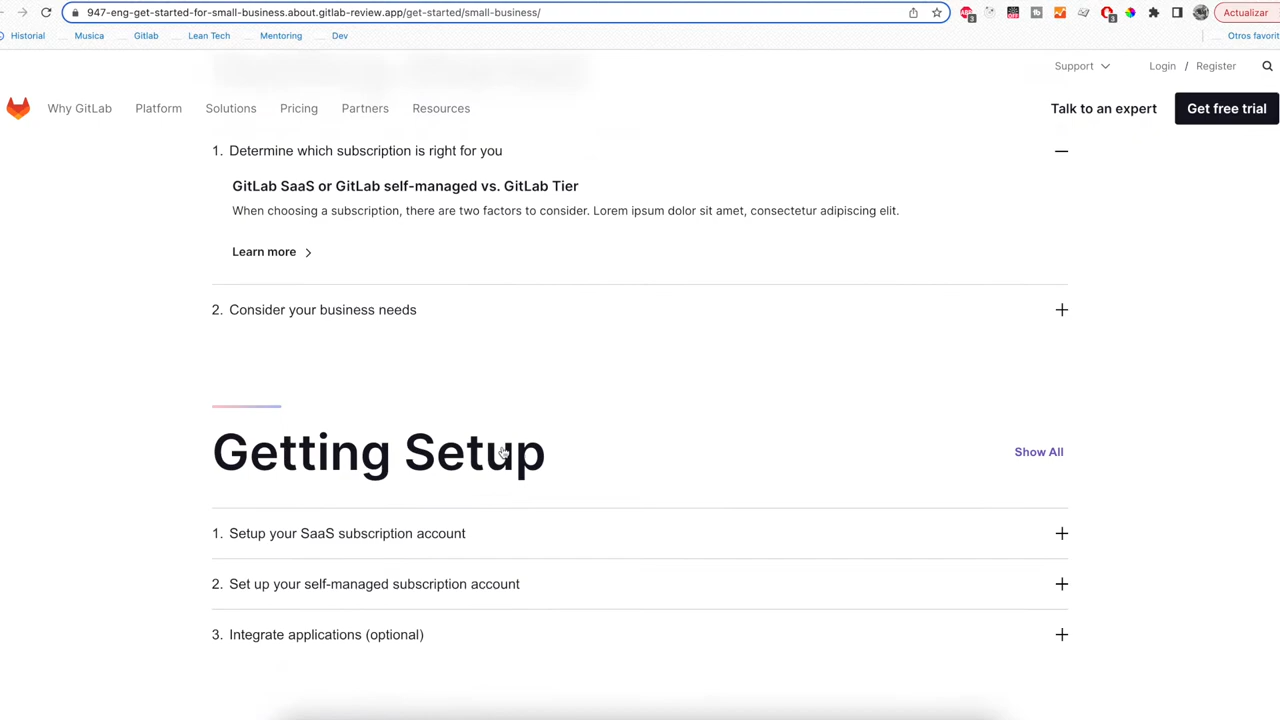 947-eng-get-started-for-small-business.about.gitlab-review.app/get-started/small-business/
Actualizar
Historial Musica Gitlab Lean Tech Mentoring Dev Otros favorit
Support Login / Register
Why GitLab Platform Solutions Pricing Partners Resources Talk to an expert Get free trial
1. Determine which subscription is right for you
GitLab SaaS or GitLab self-managed vs. GitLab Tier
When choosing a subscription, there are two factors to consider. Lorem ipsum dolor sit amet, consectetur adipiscing elit.
Learn more
2. Consider your business needs
Getting Setup
Show All
1. Setup your SaaS subscription account
2. Set up your self-managed subscription account
3. Integrate applications (optional)